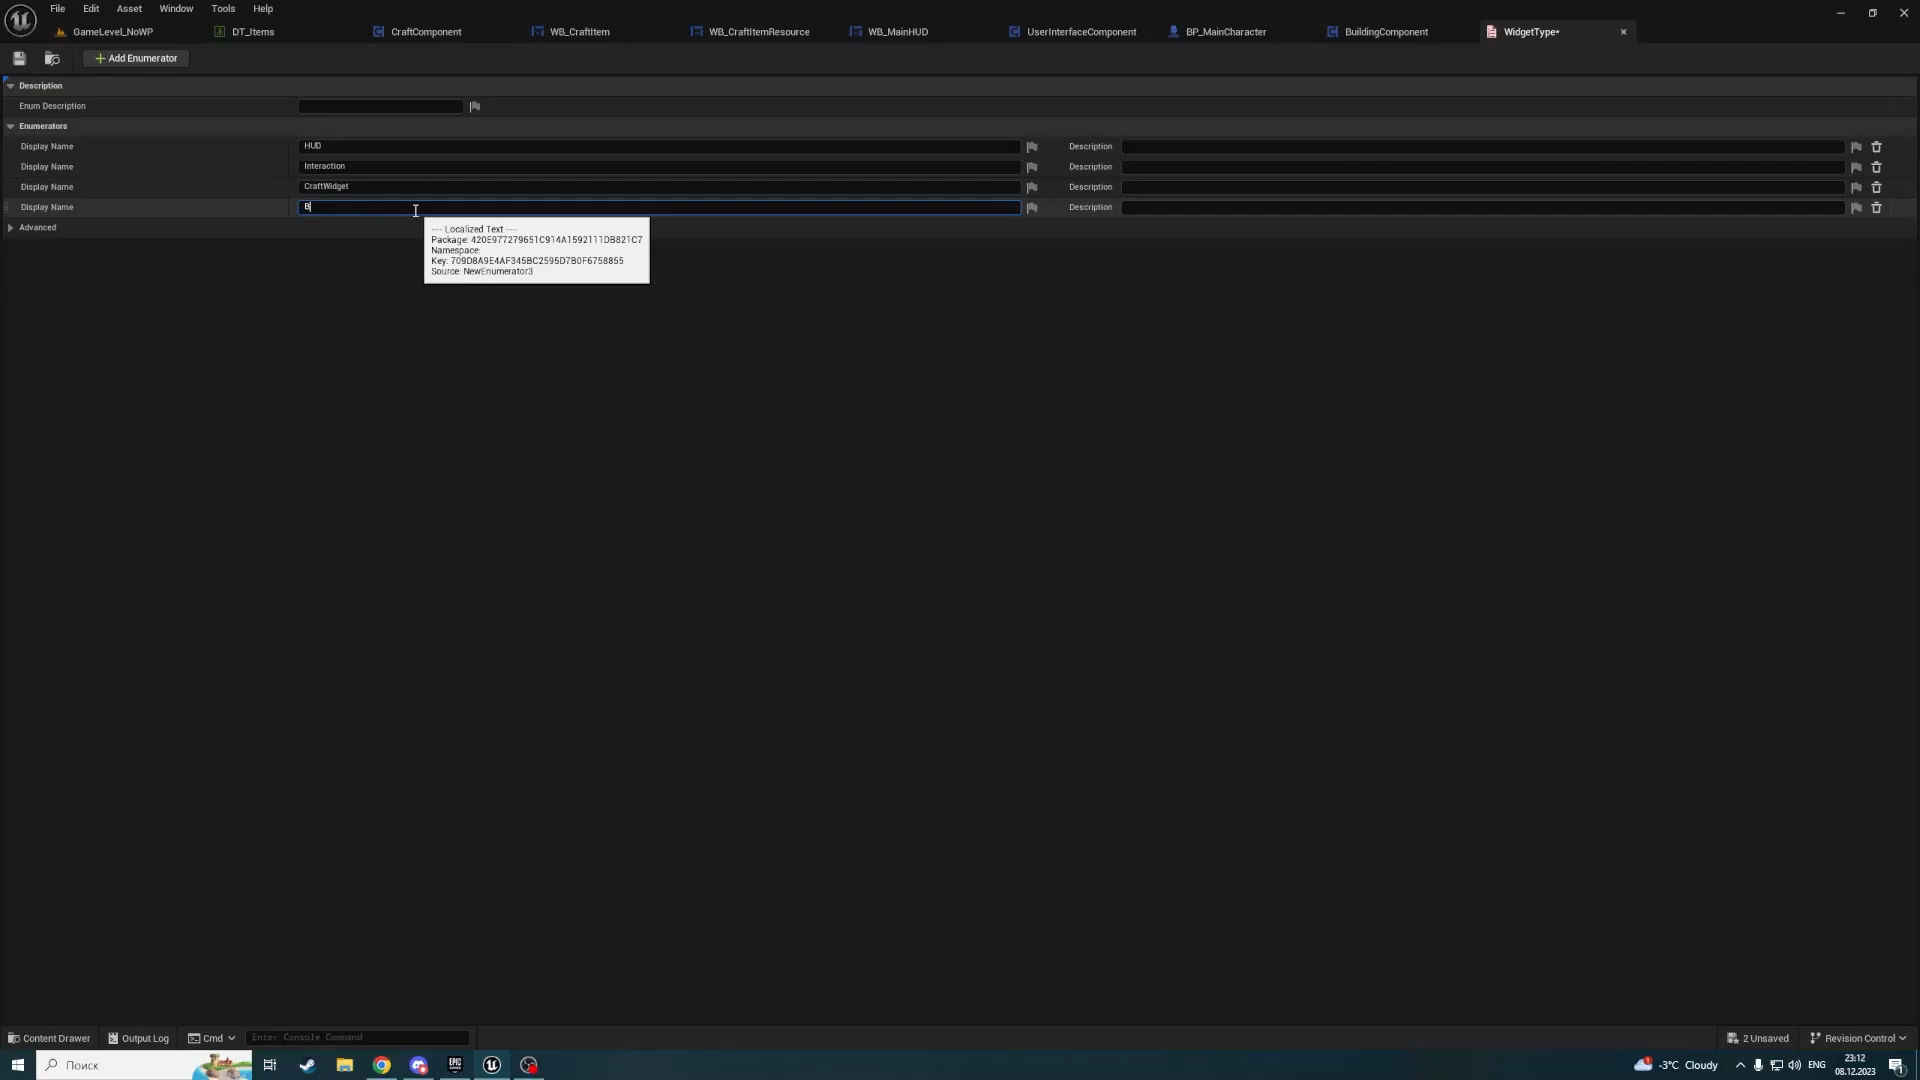 File Edit Asset Window Tools Help
GameLevel_NoWP DT_Items CraftComponent WB_CraftItem WB_CraftItemResource WB_MainHUD UserInterfaceComponent BP_MainCharacter BuildingComponent WidgetType*
Add Enumerator
Description
Enum Description
Enumerators
Display Name HUD Description
Display Name Interaction Description
Display Name CraftWidget Description
Display Name B Description
Advanced
--- Localized Text ---
Package: 420E977279651C914A1592111DB821C7
Namespace:
Key: 709D8A9E4AF345BC2595D7B0F6758855
Source: NewEnumerator3
Content Drawer Output Log Cmd Enter Console Command 2 Unsaved Revision Control
Поиск EPIC GAMES -3°C Cloudy ENG 23:12
08.12.2023